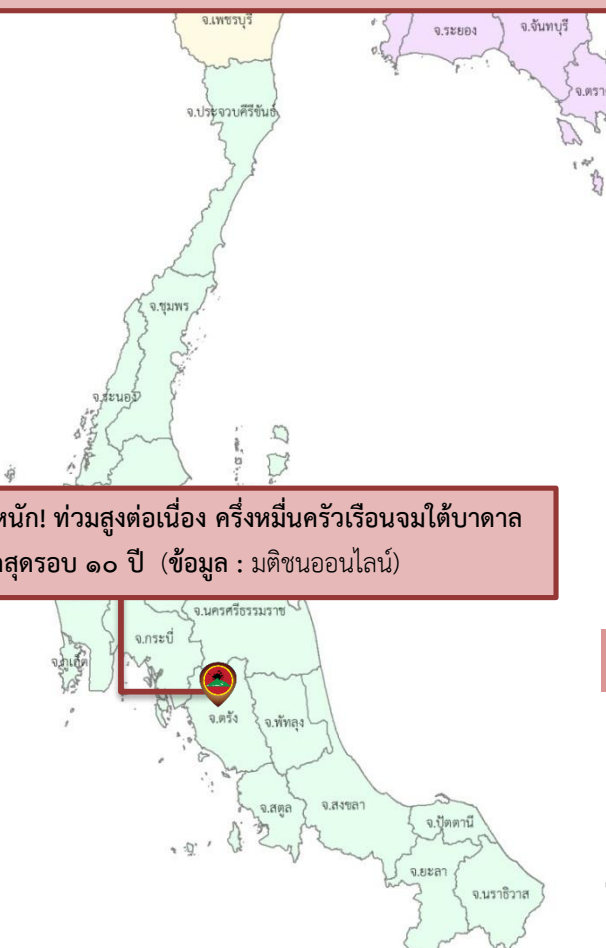 จ.เพชรบุรี
จ.ระยอง
จ.จันทบุรี
จ.ประจวบคีรีขันธ์
จ.ชุมพร
จ.ระนอง
หนัก! ท่วมสูงต่อเนื่อง ครึ่งหมื่นครัวเรือนจมใต้บาดาล
สุดรอบ ๑๐ ปี (ข้อมูล : มติชนออนไลน์)
จ.นครศรีธรรมราช
จ.กระบี่
จ.ภูเก็ต
จ.ตรัง
จ.พัทลุง
จ.สตูล
จ.สงขลา
จ.ปัตตานี
จ.ยะลา
จ.นราธิวาส